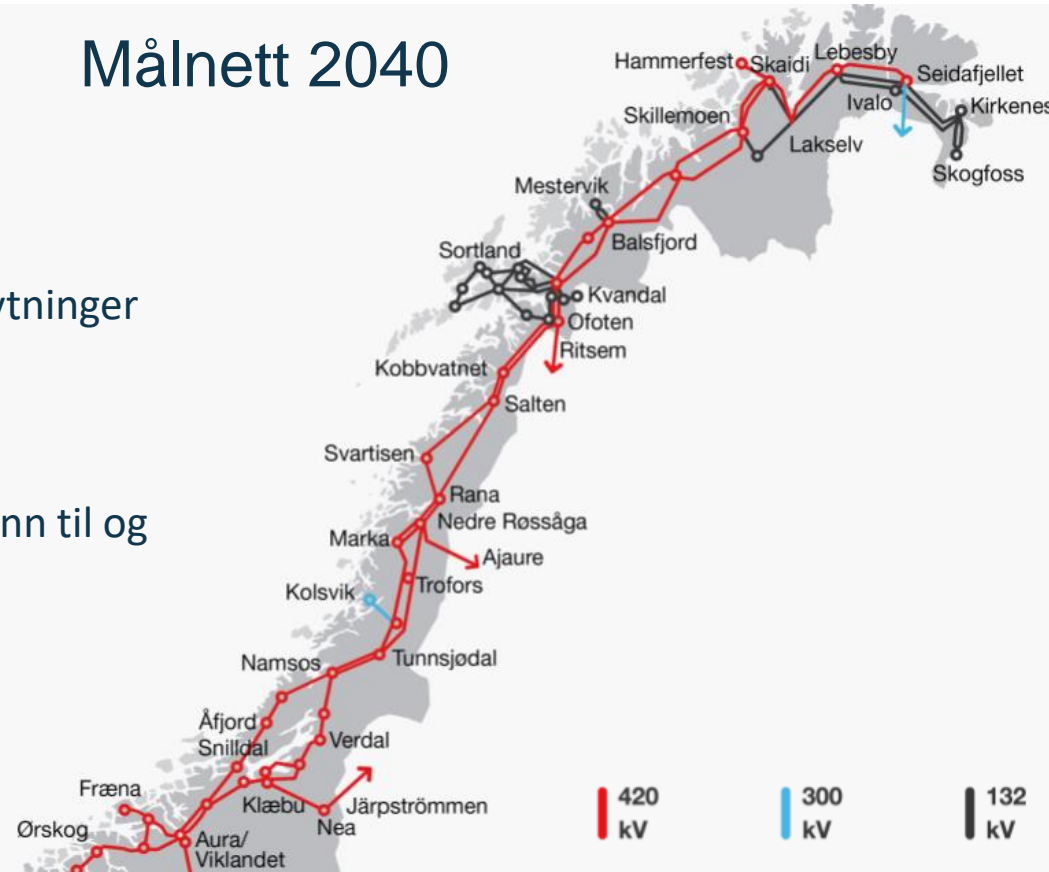 Målnett 2040
Hammerfest
Skaidi
Lebesby
Seidafjellet
Ivalo
Kirkenes
Skillemoen
Lakselv
Skogfoss
Mestervik
Balsfjord
Sortland
Kvandal
ytninger
Ofoten
Ritsem
Kobbvatnet
Salten
Svartisen
Rana
nn til og
Nedre Røssåga
Marka
Ajaure
Trofors
Kolsvik
Namsos
Tunnsjødal
Åfjord
Snilldal
Verdal
Fræna
Klæbu
Järpströmmen
Nea
Ørskog
Aura/
Viklandet
420
kV
300
kV
132
kV